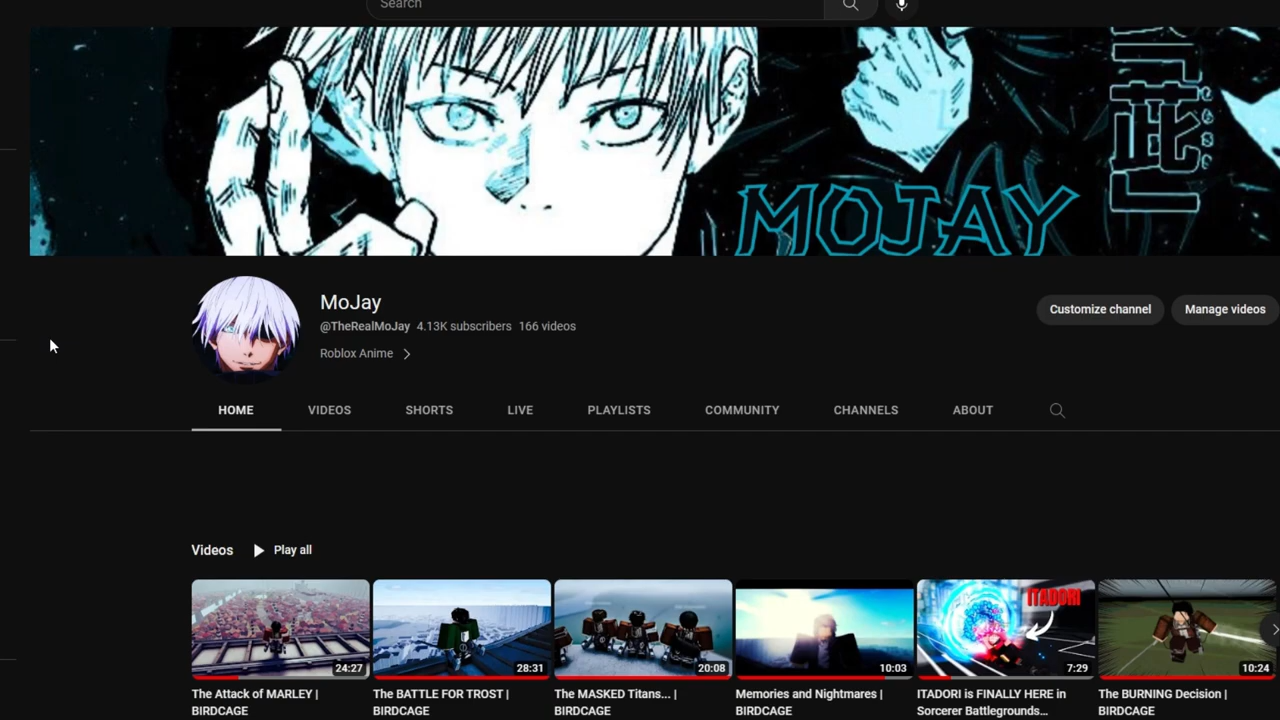 Search
MOJAY
MoJay
@TheRealMoJay 4.13K subscribers 166 videos
Roblox Anime
Customize channel
Manage videos
HOME
VIDEOS
SHORTS
LIVE
PLAYLISTS
COMMUNITY
CHANNELS
ABOUT
Videos
Play all
ITADORI
24:27
28:31
20:08
10:03
7:29
10:24
The Attack of MARLEY |
BIRDCAGE
The BATTLE FOR TROST |
BIRDCAGE
The MASKED Titans... |
BIRDCAGE
Memories and Nightmares |
BIRDCAGE
ITADORI is FINALLY HERE in
Sorcerer Battlegrounds...
The BURNING Decision |
BIRDCAGE